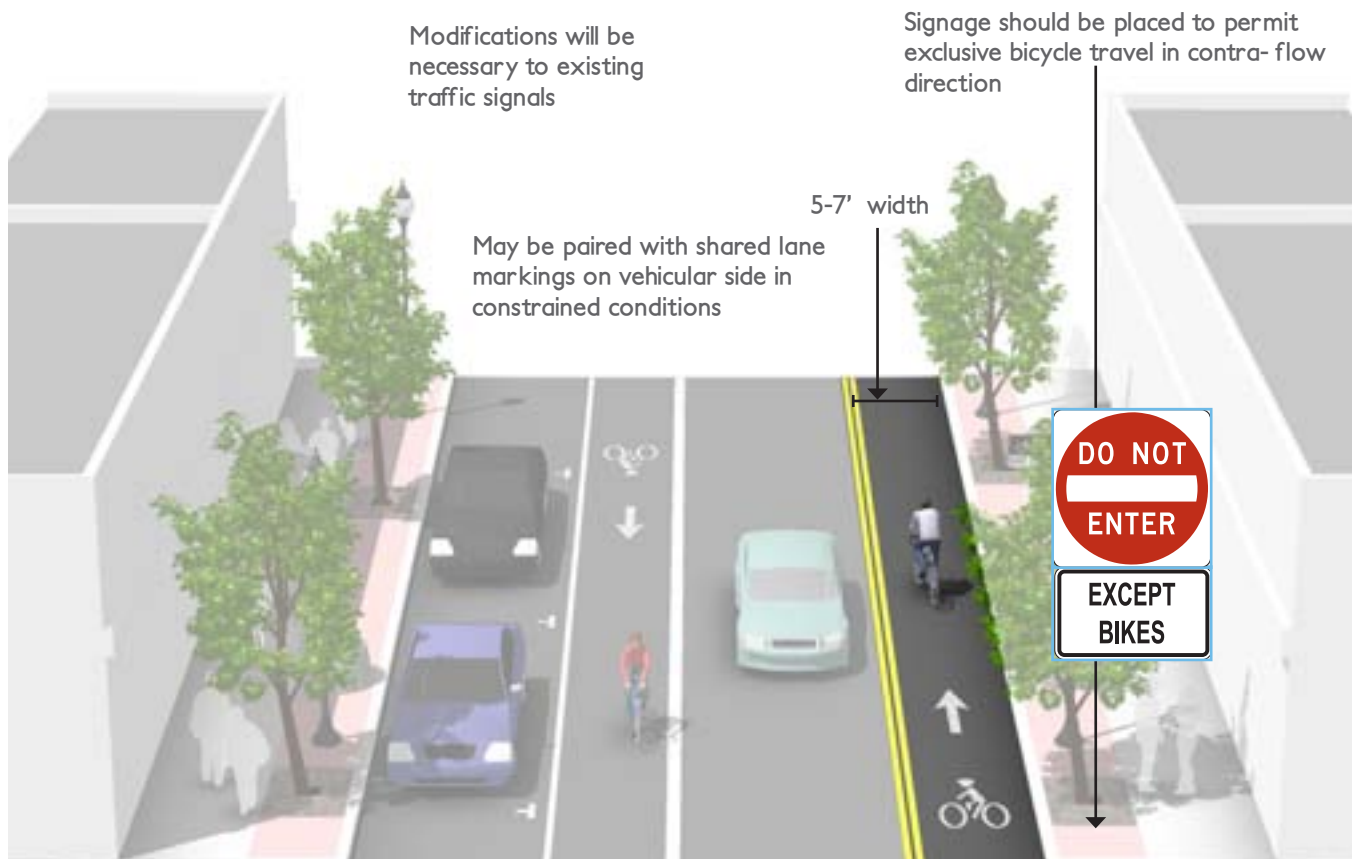 Modifications will be
necessary to existing
traffic signals
Signage should be placed to permit
exclusive bicycle travel in contra- flow
direction
5-7’ width
May be paired with shared lane
markings on vehicular side in
constrained conditions
DO NOT
ENTER
EXCEPT
BIKES